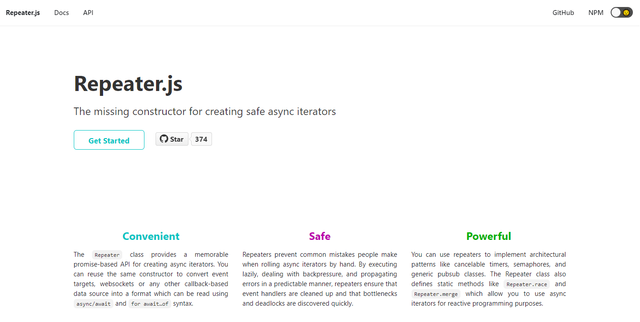 Repeater.js Docs API GitHub NPM
Repeater.js
The missing constructor for creating safe async iterators
Get Started Star 374
Convenient
The Repeater class provides a memorable
promise-based API for creating async iterators. You
can reuse the same constructor to convert event
targets, websockets or any other callback-based
data source into a format which can be read using
async/await and for await…of syntax.
Safe
Repeaters prevent common mistakes people make
when rolling async iterators by hand. By executing
lazily, dealing with backpressure, and propagating
errors in a predictable manner, repeaters ensure that
event handlers are cleaned up and that bottlenecks
and deadlocks are discovered quickly.
Powerful
You can use repeaters to implement architectural
patterns like cancelable timers, semaphores, and
generic pubsub classes. The Repeater class also
defines static methods like Repeater.race and
Repeater.merge which allow you to use async
iterators for reactive programming purposes.